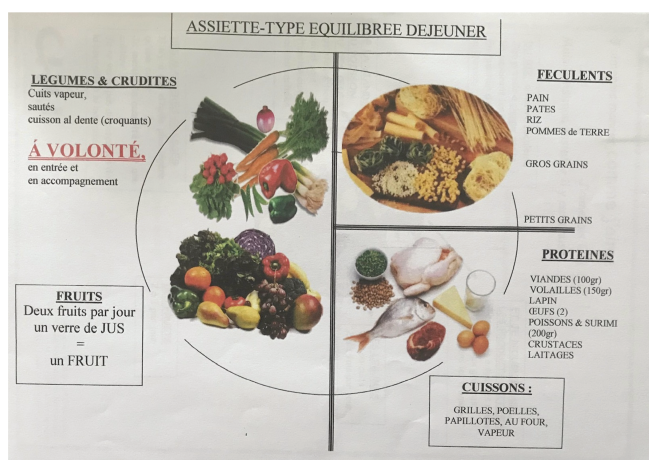 ASSIETTE-TYPE EQUILIBREE DEJEUNER
LEGUMES & CRUDITES
Cuits vapeur,
sautés
cuisson al dente (croquants)
Á VOLONTÉ,
en entrée et
en accompagnement
FRUITS
Deux fruits par jour
un verre de JUS
=
un FRUIT
FECULENTS
PAIN
PATES
RIZ
POMMES de TERRE
GROS GRAINS
PETITS GRAINS
PROTEINES
VIANDES (100gr)
VOLAILLES (150gr)
LAPIN
ŒUFS (2)
POISSONS & SURIMI
(200gr)
CRUSTACES
LAITAGES
CUISSONS :
GRILLES, POELLES,
PAPILLOTES, AU FOUR,
VAPEUR